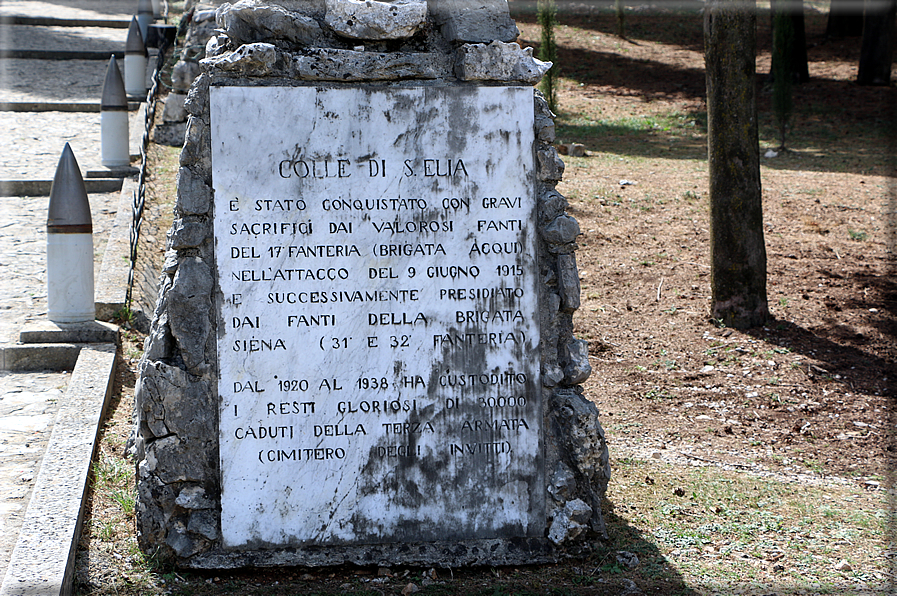 COLLE DI S. ELIA
E STATO CONQUISTATO CON GRAVI
SACRIFICI DAI VALOROSI FANTI
DEL 17° FANTERIA (BRIGATA ACQUI)
NELL'ATTACCO DEL 9 GIUGNO 1915
E SUCCESSIVAMENTE PRESIDIATO
DAI FANTI DELLA BRIGATA
SIENA (31° E 32° FANTERIA)
DAL 1920 AL 1938 HA CUSTODITO
I RESTI GLORIOSI DI 30000
CADUTI DELLA TERZA ARMATA
(CIMITERO DEGLI INVITTI)